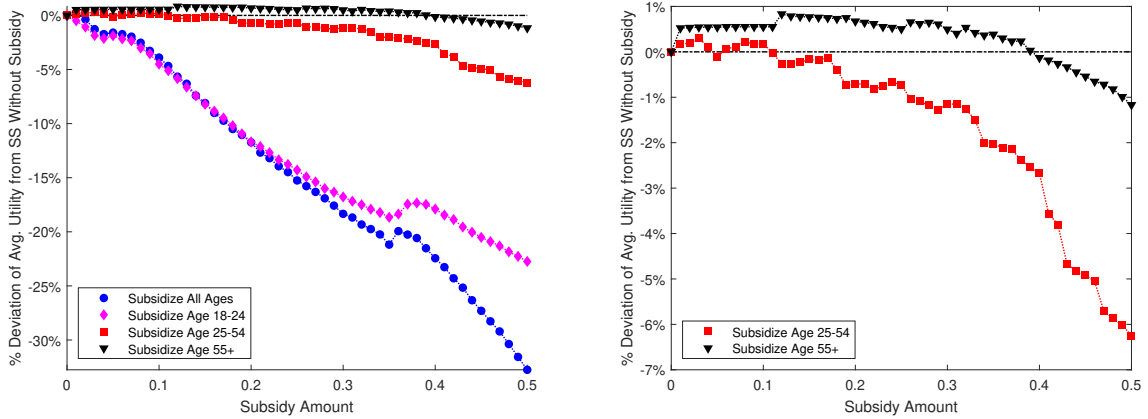 % Deviation of Avg. Utility from SS Without Subsidy
0%
-5%
-10%
-15%
-20%
-25%
-30%
Subsidize All Ages
Subsidize Age 18-24
Subsidize Age 25-54
Subsidize Age 55+
0 0.1 0.2 0.3 0.4 0.5
Subsidy Amount
% Deviation of Avg. Utility from SS Without Subsidy
1%
0%
-1%
-2%
-3%
-4%
-5%
-6%
-7%
Subsidize Age 25-54
Subsidize Age 55+
0 0.1 0.2 0.3 0.4 0.5
Subsidy Amount